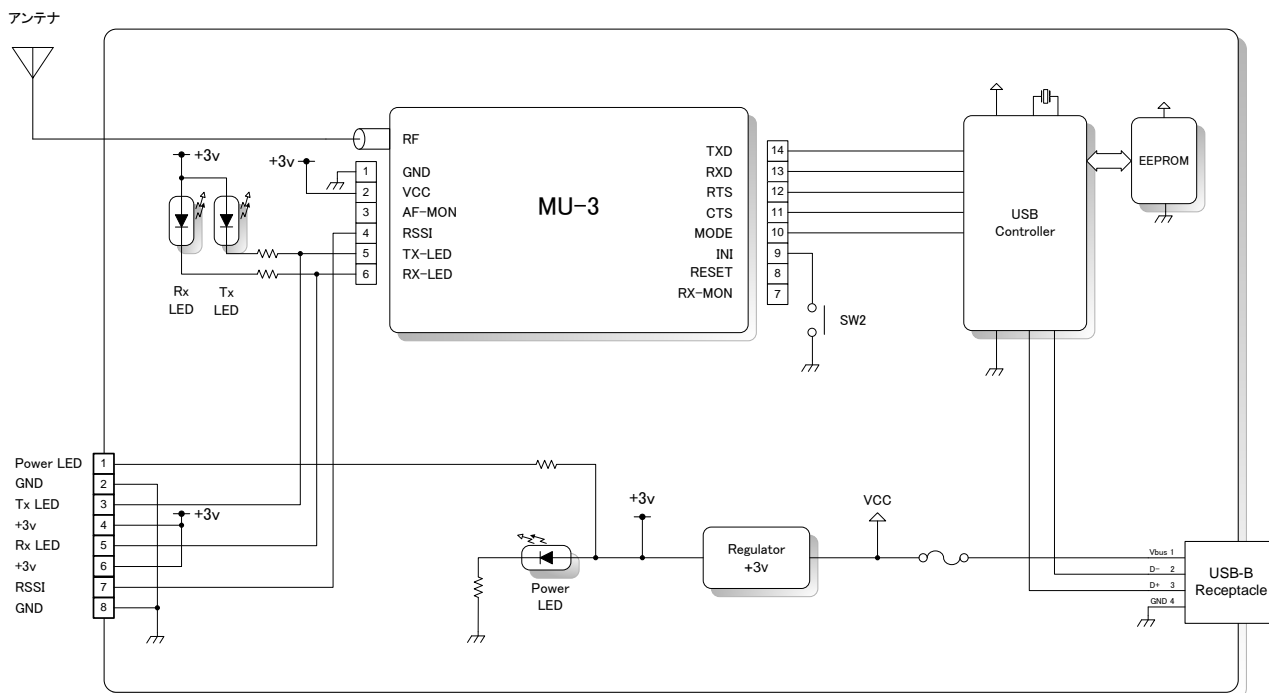 アンテナ
RF
+3v
+3v
1
GND
2
VCC
3
AF-MON
4
RSSI
5
TX-LED
6
RX-LED
MU-3
TXD
14
RXD
13
RTS
12
CTS
11
MODE
10
INI
9
RESET
8
RX-MON
7
Rx
LED
Tx
LED
SW2
USB
Controller
EEPROM
Power LED
1
GND
2
Tx LED
3
+3v
4
+3v
Rx LED
5
+3v
6
RSSI
7
GND
8
Power
LED
+3v
Regulator
+3v
VCC
Vbus 1
D- 2
D+ 3
GND 4
USB-B
Receptacle